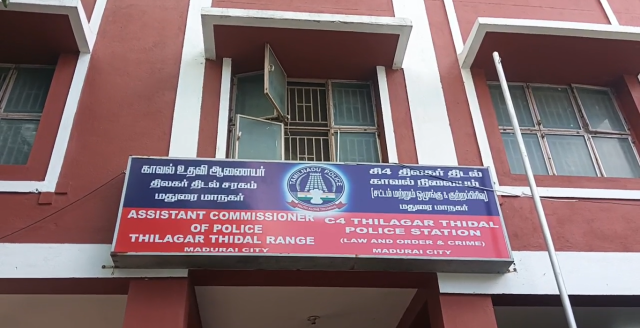 காவல் உதவி ஆணையர்
திலகர் திடல் சரகம்
மதுரை மாநகர்
ASSISTANT COMMISSIONER
OF POLICE
THILAGAR THIDAL RANGE
MADURAI CITY
TAMILNADU POLICE
சி4 திலகர் திடல்
காவல் நிலையம்
(சட்டம் மற்றும் ஒழுங்கு & குற்றப்பிரிவு)
மதுரை மாநகர்
C4 THILAGAR THIDAL
POLICE STATION
(LAW AND ORDER & CRIME)
MADURAI CITY